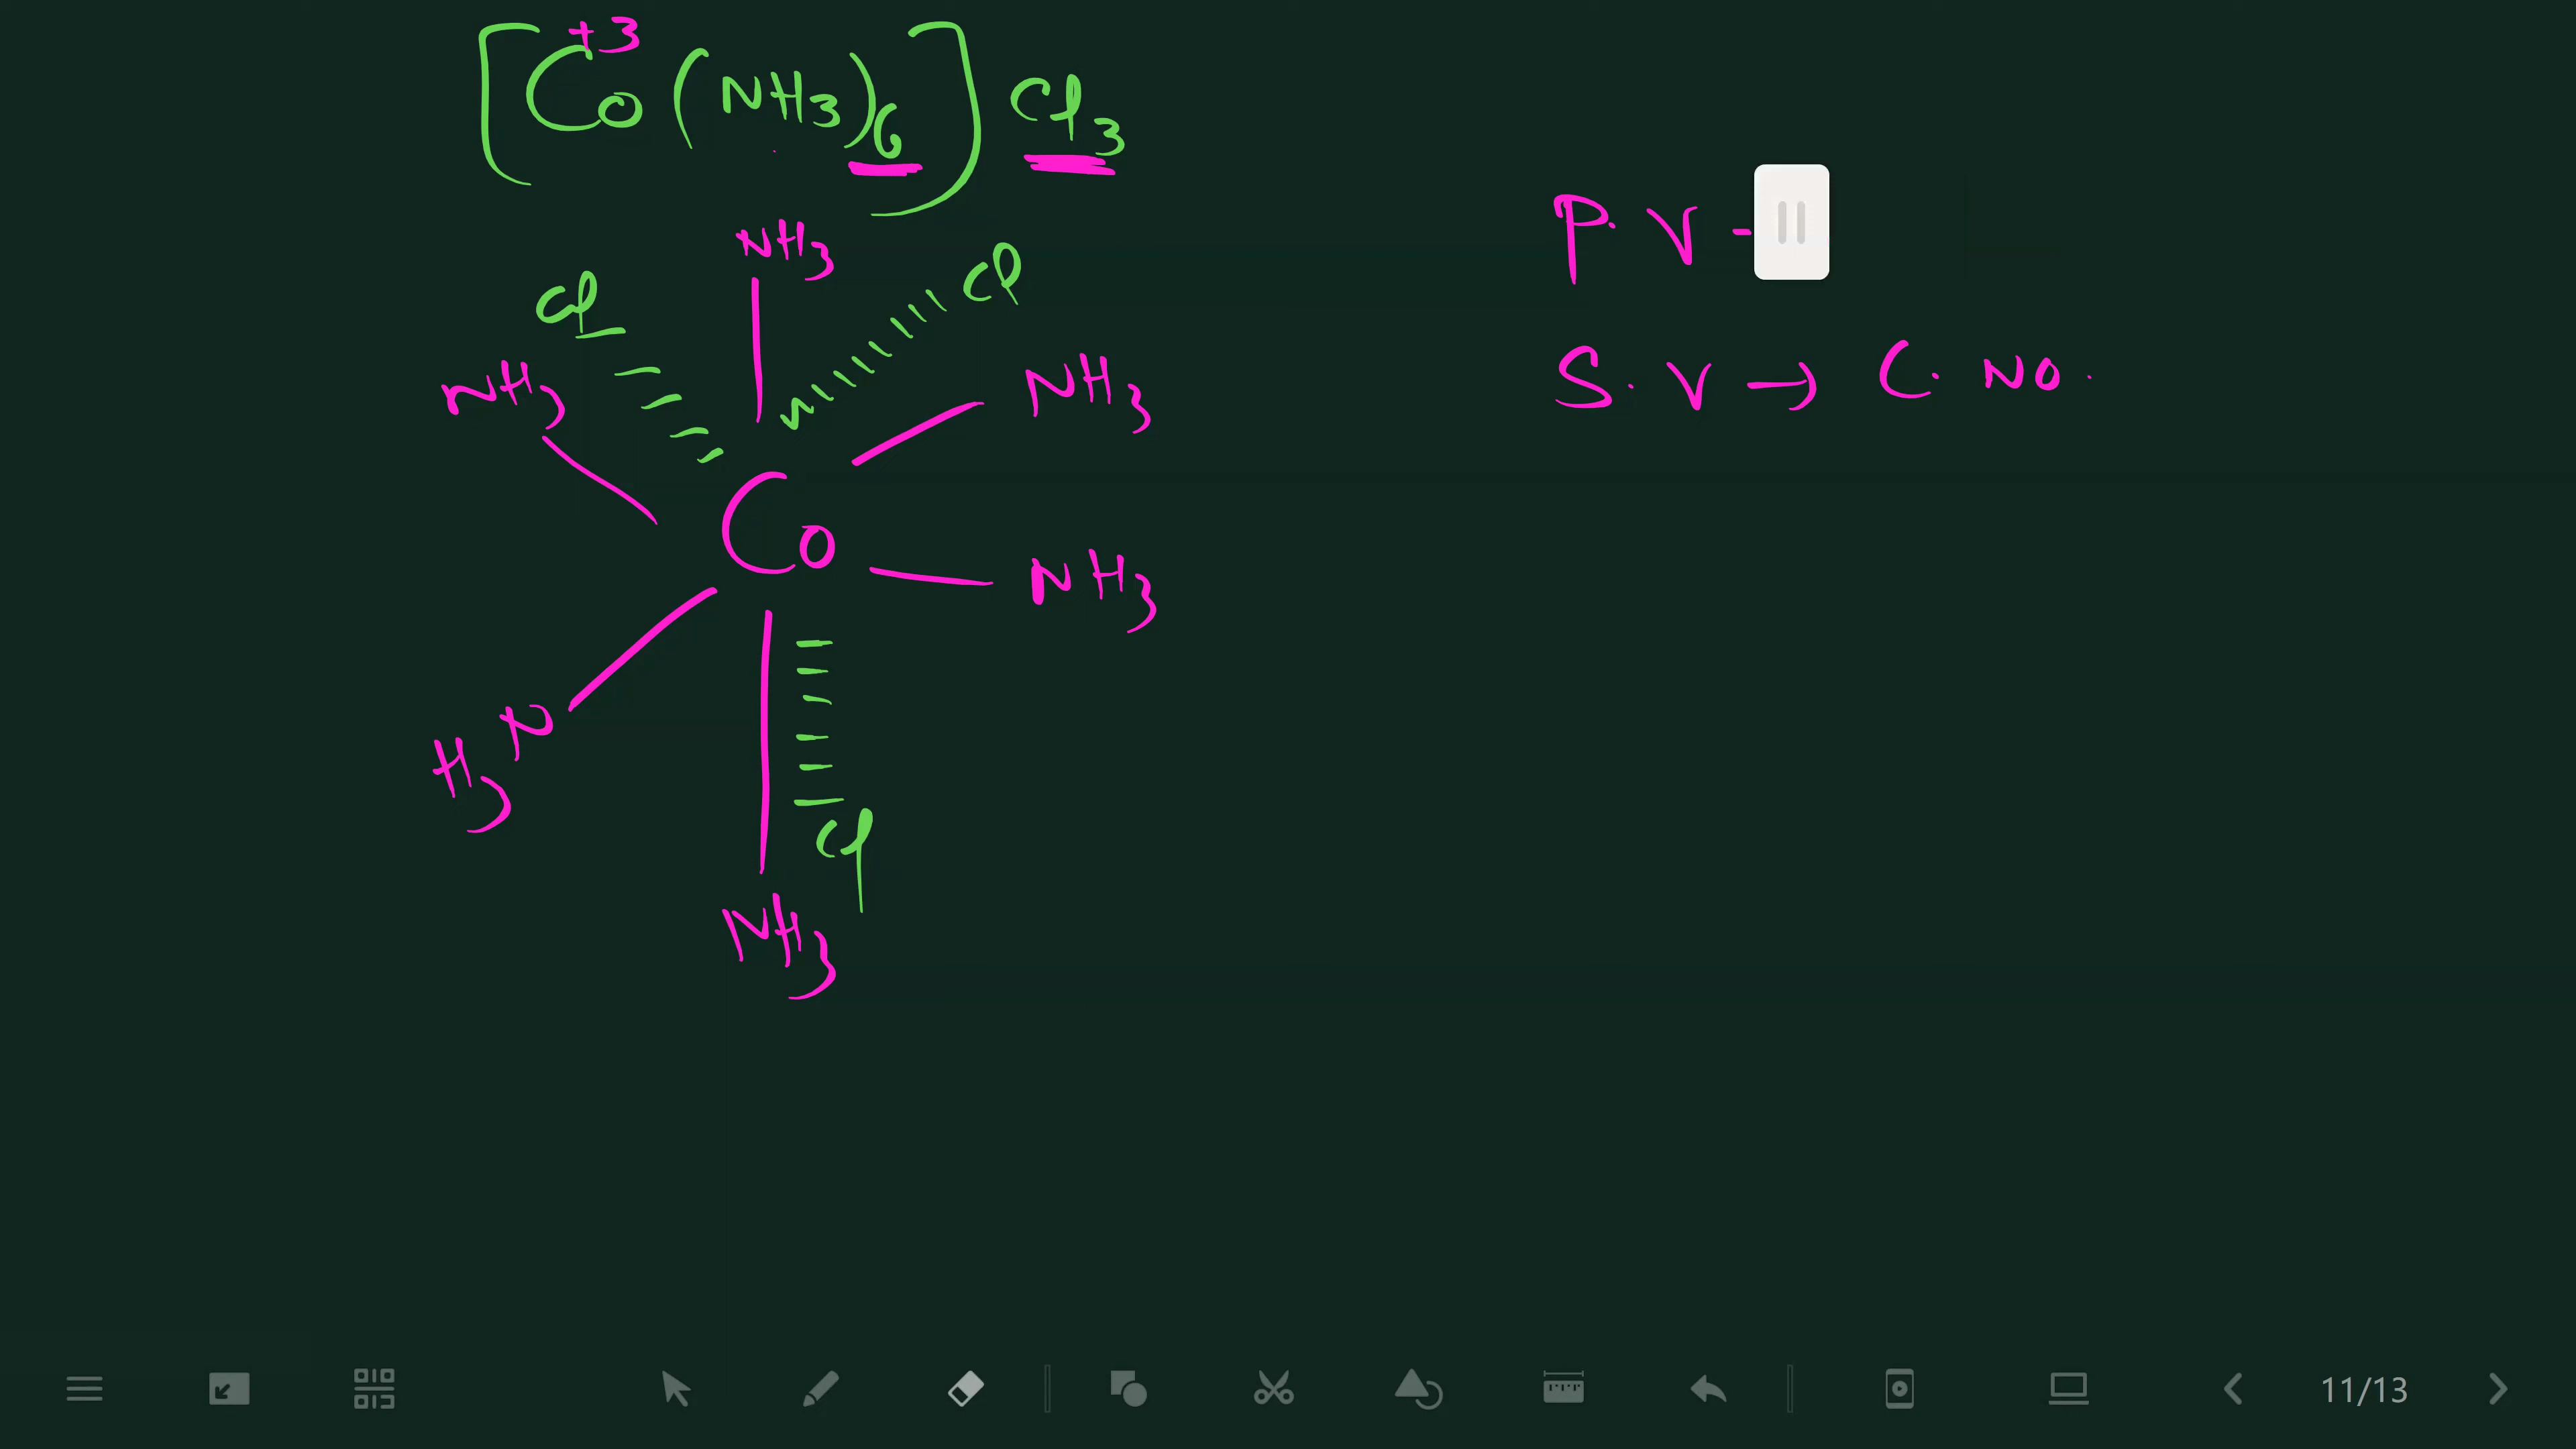 +3
[Co(NH3)6]Cl3
P. V -
S. V → C. No.
NH3
Cl
Cl
NH3
NH3
Co
NH3
H3N
Cl
NH3
11/13